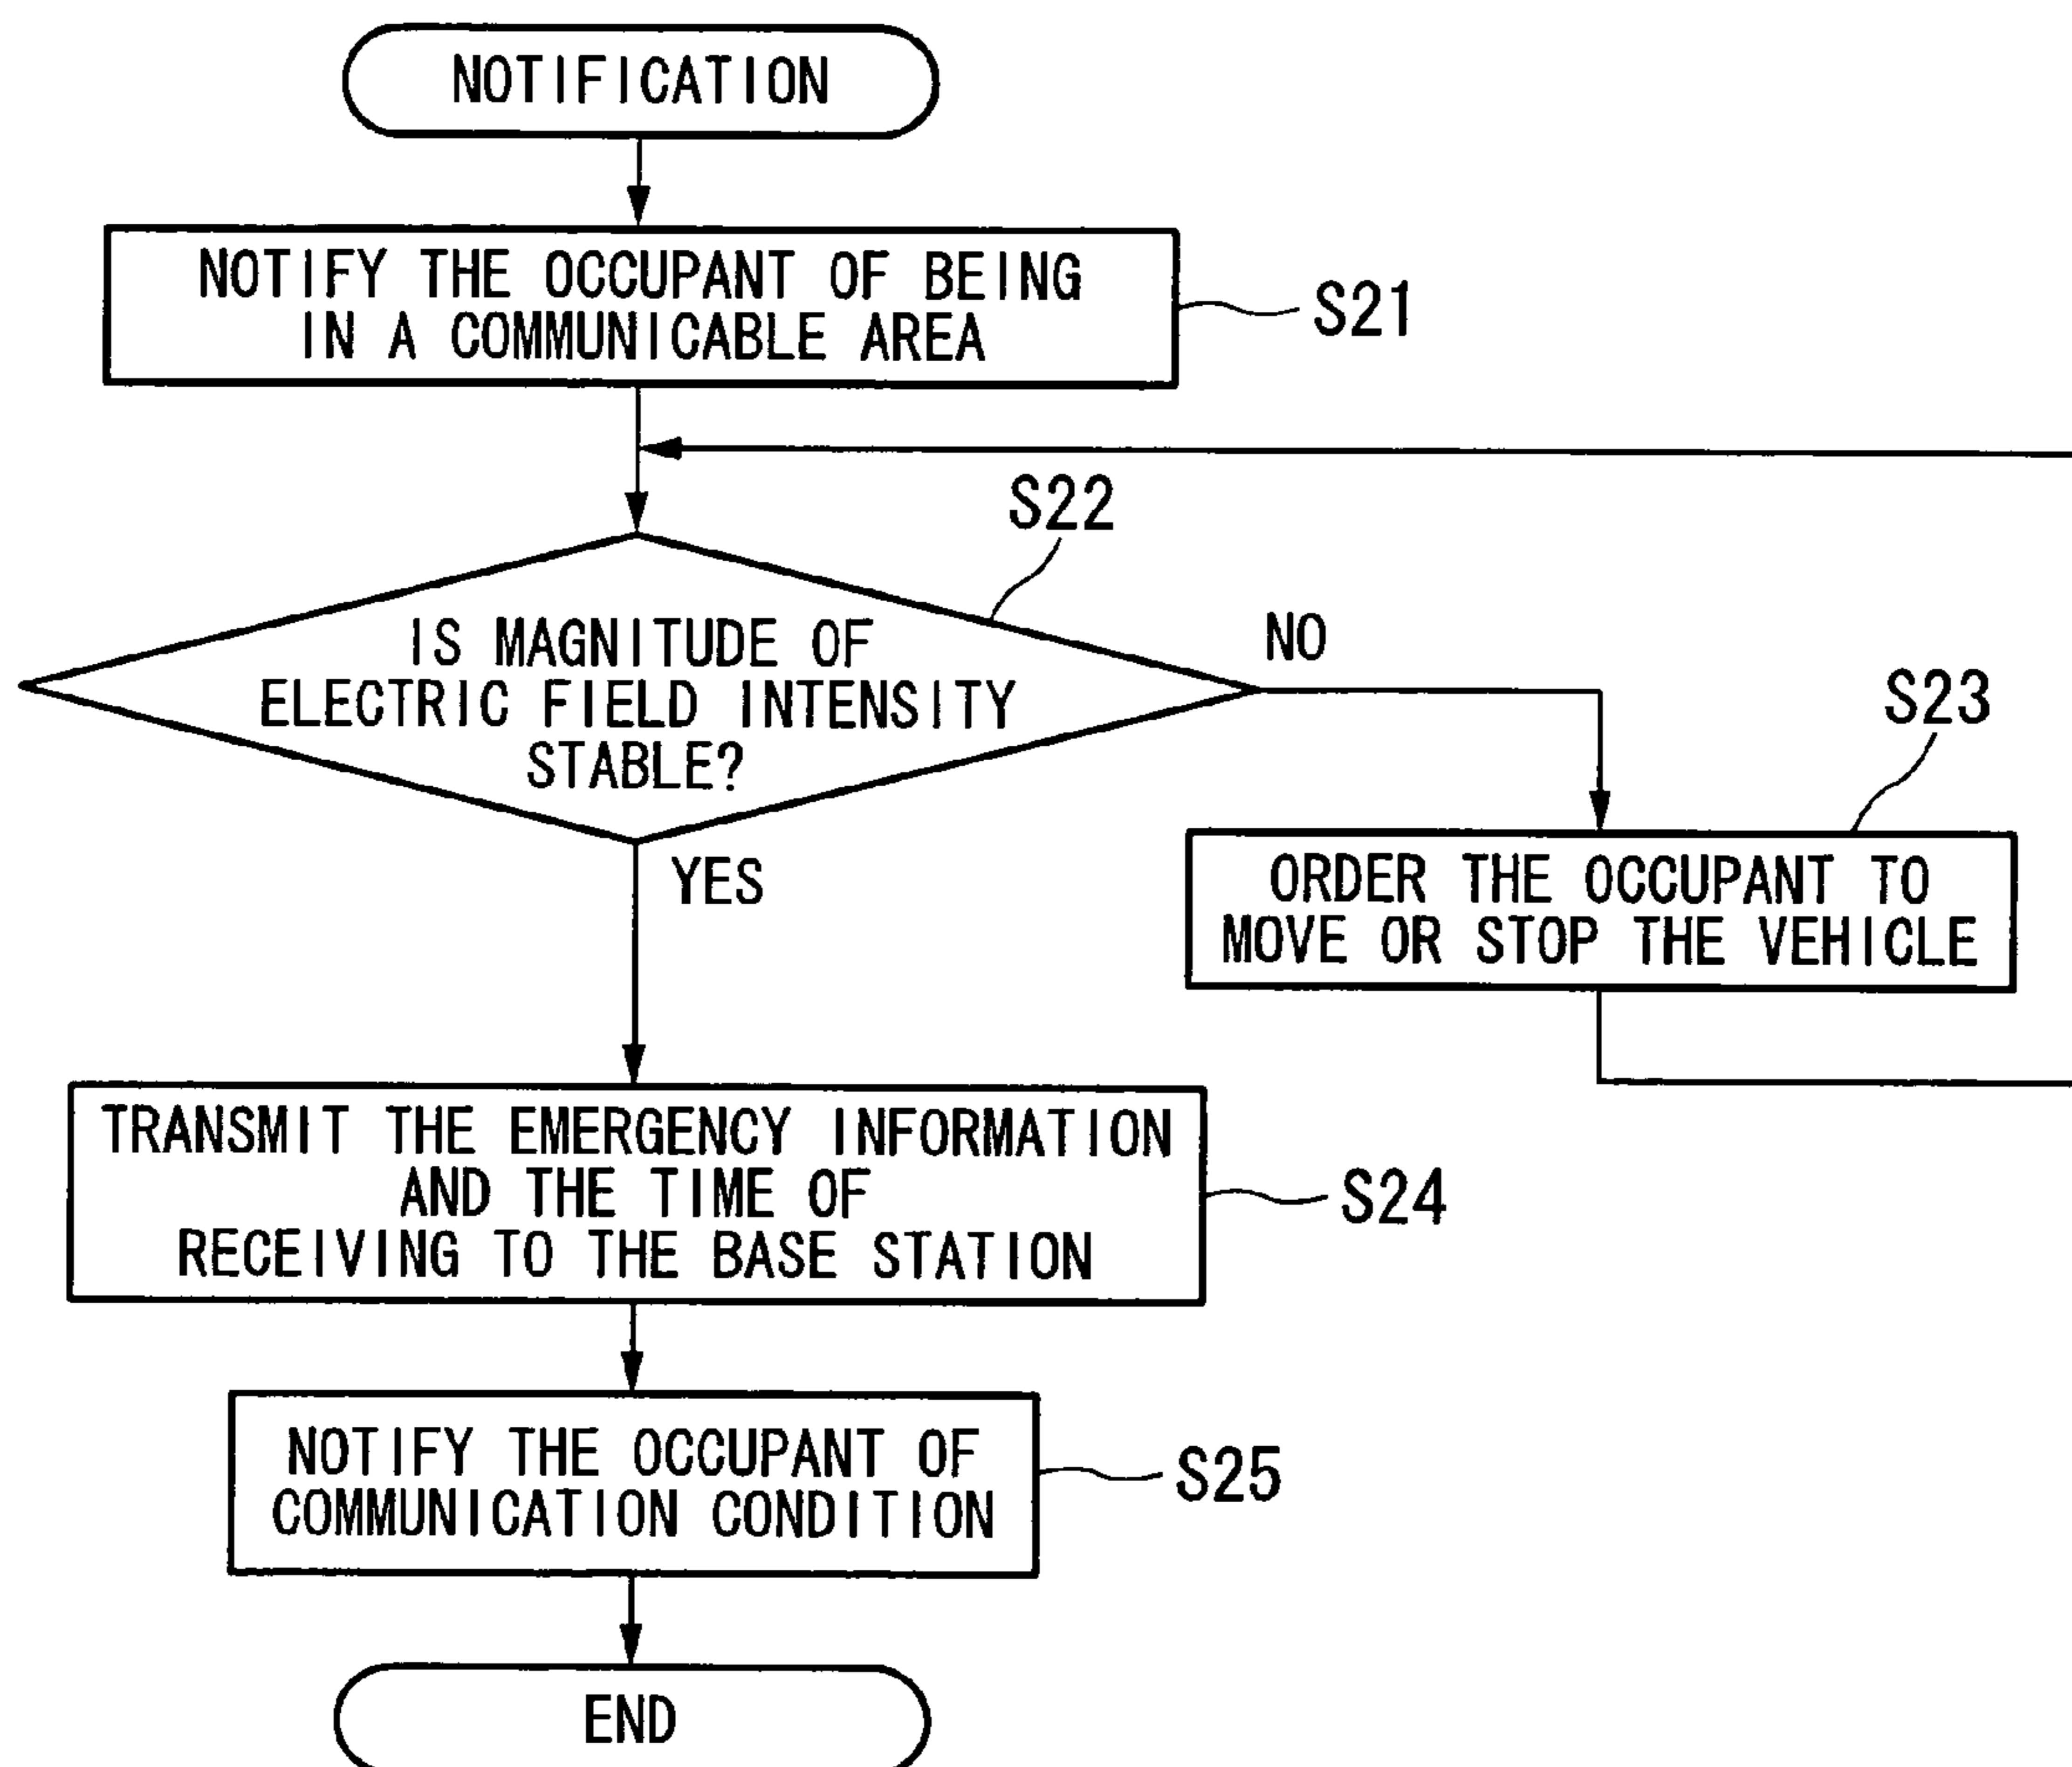 NOTIFICATION
NOTIFY THE OCCUPANT OF BEING
IN A COMMUNICABLE AREA
S21
S22
IS MAGNITUDE OF
ELECTRIC FIELD INTENSITY
STABLE?
NO
YES
S23
ORDER THE OCCUPANT TO
MOVE OR STOP THE VEHICLE
TRANSMIT THE EMERGENCY INFORMATION
AND THE TIME OF
RECEIVING TO THE BASE STATION
S24
NOTIFY THE OCCUPANT OF
COMMUNICATION CONDITION
S25
END